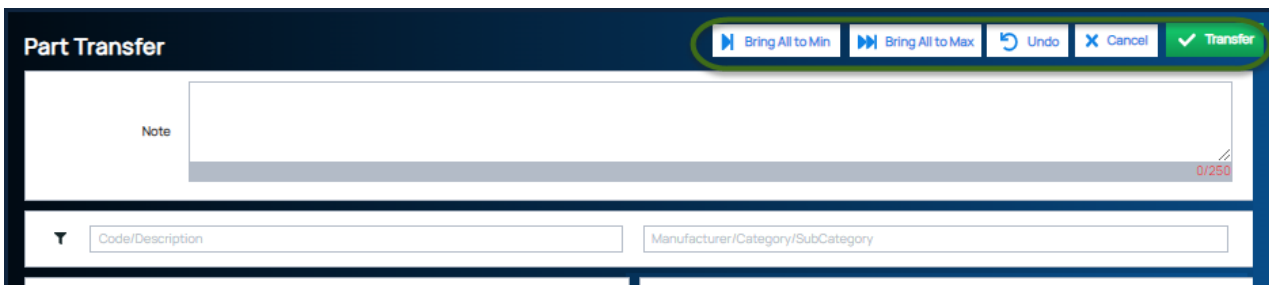 Part Transfer
Bring All to Min
Bring All to Max
Undo
Cancel
Transfer
Note
0/250
Code/Description
Manufacturer/Category/SubCategory